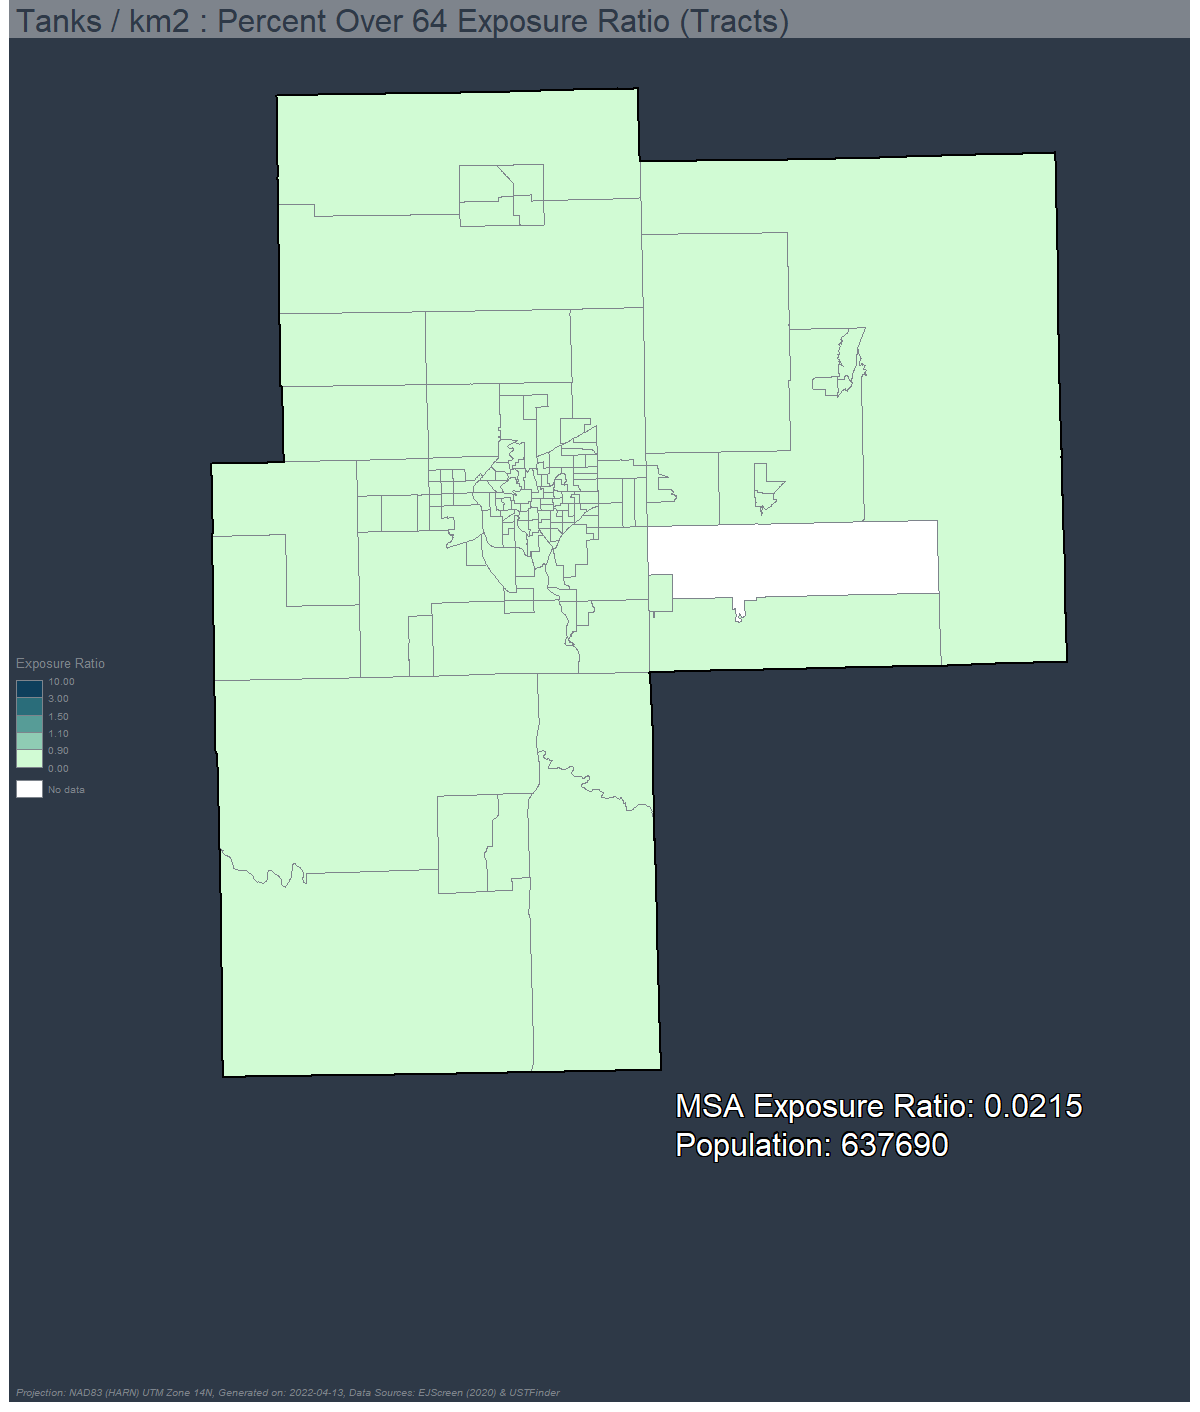 Tanks / km2 : Percent Over 64 Exposure Ratio (Tracts)
Exposure Ratio
10.00
3.00
1.50
1.10
0.90
0.00
No data
MSA Exposure Ratio: 0.0215
Population: 637690
Projection: NAD83 (HARN) UTM Zone 14N, Generated on: 2022-04-13, Data Sources: EJScreen (2020) & USTFinder